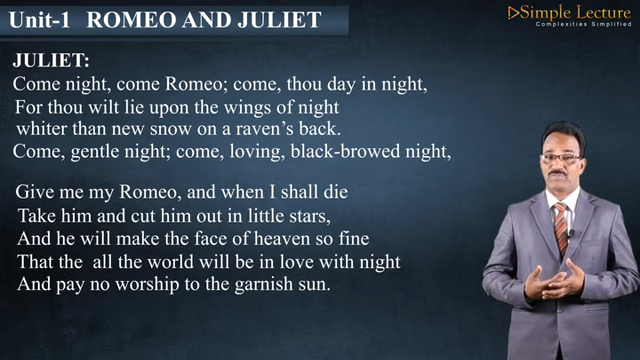 Unit-1 ROMEO AND JULIET
Simple Lecture
Complexities Simplified
JULIET:
Come night, come Romeo; come, thou day in night,
For thou wilt lie upon the wings of night
whiter than new snow on a raven’s back.
Come, gentle night; come, loving, black-browed night,
Give me my Romeo, and when I shall die
Take him and cut him out in little stars,
And he will make the face of heaven so fine
That the all the world will be in love with night
And pay no worship to the garnish sun.